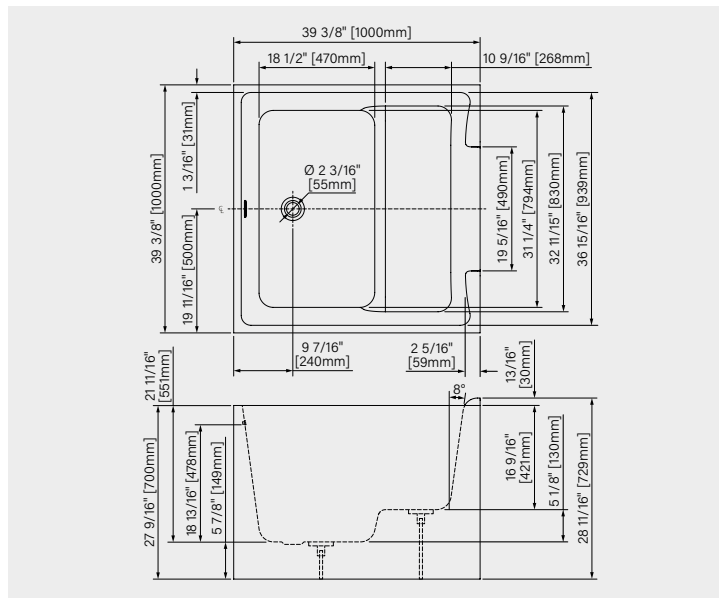 39 3/8" [1000mm]
18 1/2" [470mm]
10 9/16" [268mm]
39 3/8" [1000mm]
1 3/16" [31mm]
19 11/16" [500mm]
℄
Ø 2 3/16"
[55mm]
19 5/16" [490mm]
31 1/4" [794mm]
32 11/15" [830mm]
36 15/16" [939mm]
9 7/16"
[240mm]
2 5/16"
[59mm]
13/16"
[30mm]
21 11/16"
[551mm]
8°
27 9/16" [700mm]
18 13/16" [478mm]
5 7/8" [149mm]
16 9/16"
[421mm]
5 1/8" [130mm]
28 11/16" [729mm]